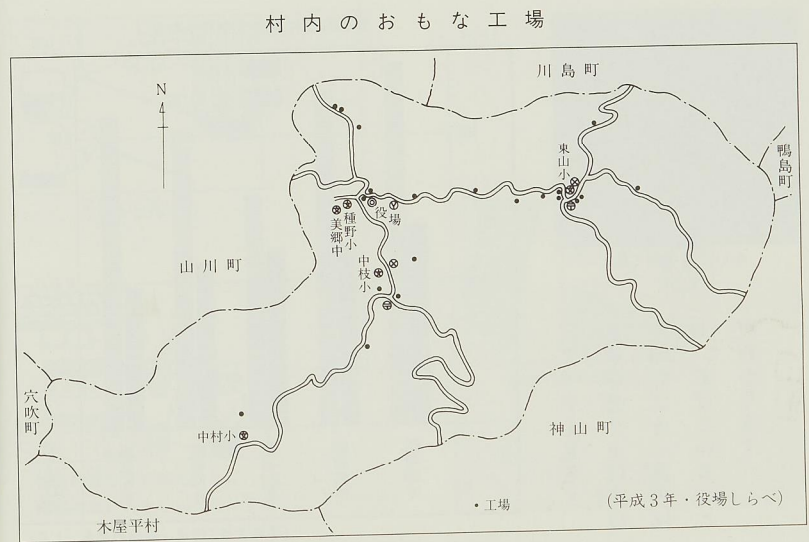 村内のおもな工場
川島町
N
鴨島町
東山小
役場
種野小
美郷中
中枝小
山川町
穴吹町
中村小
神山町
・工場
(平成3年・役場しらべ)
木屋平村